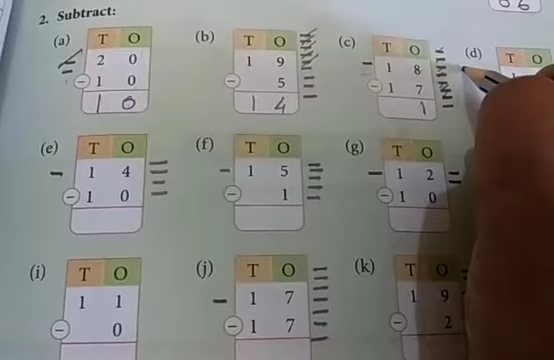 06
2. Subtract:
(a) T O (b) T O (c) T O (d) T O
2 0 1 9 1 8 1
− 1 0 − 5 − 1 7
1 0 1 4 1
(e) T O (f) T O (g) T O
1 4 1 5 1 2
− 1 0 − 1 − 1 0
(i) T O (j) T O (k) T O
1 1 1 7 1 9
− 0 − 1 7 − 2